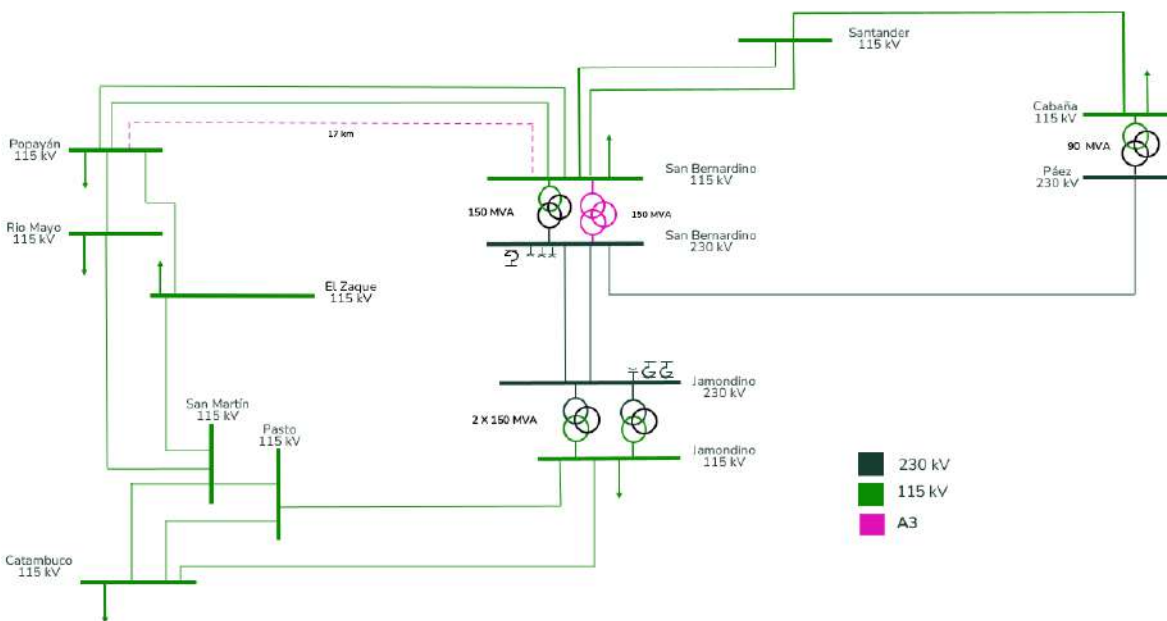 Santander
115 kV
Cabaña
115 kV
90 MVA
Páez
230 kV
17 km
Popayán
115 kV
San Bernardino
115 kV
150 MVA
150 MVA
San Bernardino
230 kV
Rio Mayo
115 kV
El Zaque
115 kV
Jamondino
230 kV
2 X 150 MVA
San Martín
115 kV
Pasto
115 kV
Jamondino
115 kV
230 kV
115 kV
A3
Catambuco
115 kV